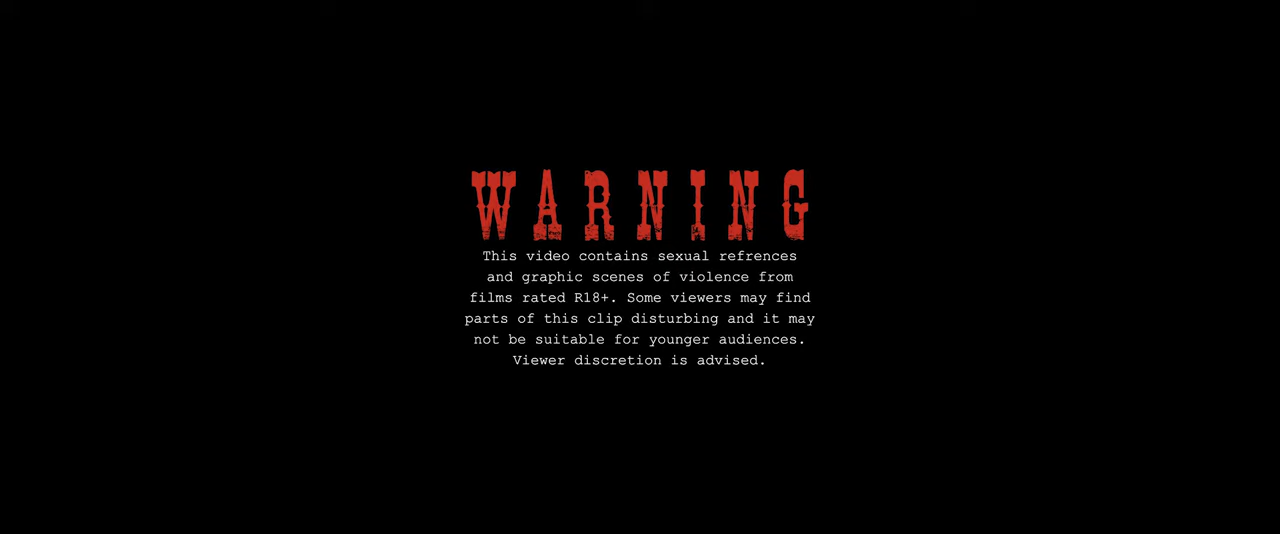 WARNING
This video contains sexual refrences
and graphic scenes of violence from
films rated R18+. Some viewers may find
parts of this clip disturbing and it may
not be suitable for younger audiences.
Viewer discretion is advised.